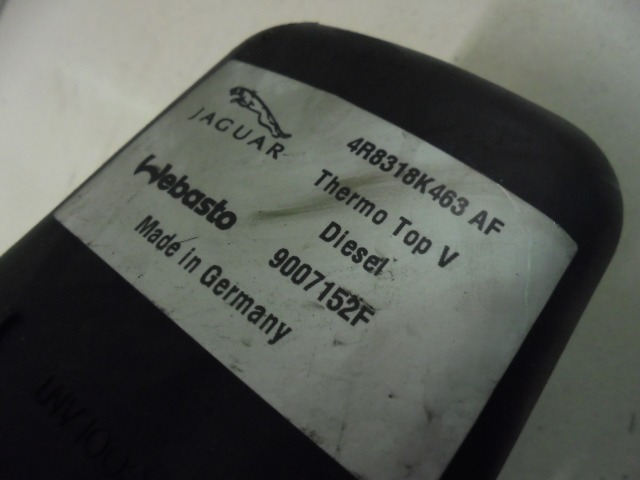 JAGUAR
4R8318K463 AF
Webasto
Thermo Top V
Diesel
Made in Germany
9007152F